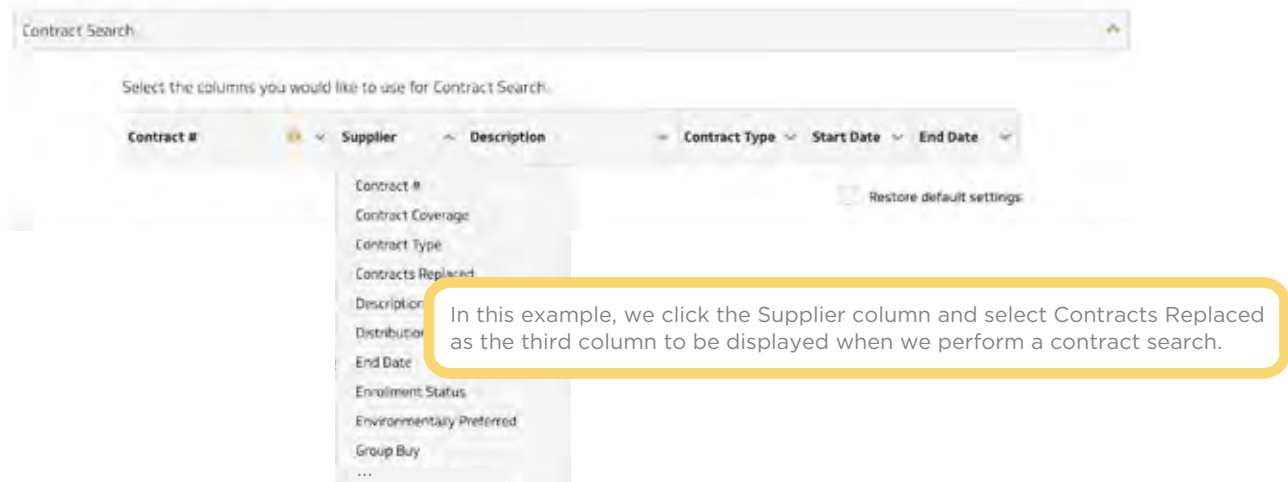 Contract Search
Select the columns you would like to use for Contract Search.
Contract # Supplier Description Contract Type Start Date End Date
Contract #
Restore default settings
Contract Coverage
Contract Type
Contracts Replaced
Description
In this example, we click the Supplier column and select Contracts Replaced
Distribution
as the third column to be displayed when we perform a contract search.
End Date
Enrollment Status
Environmentally Preferred
Group Buy
...